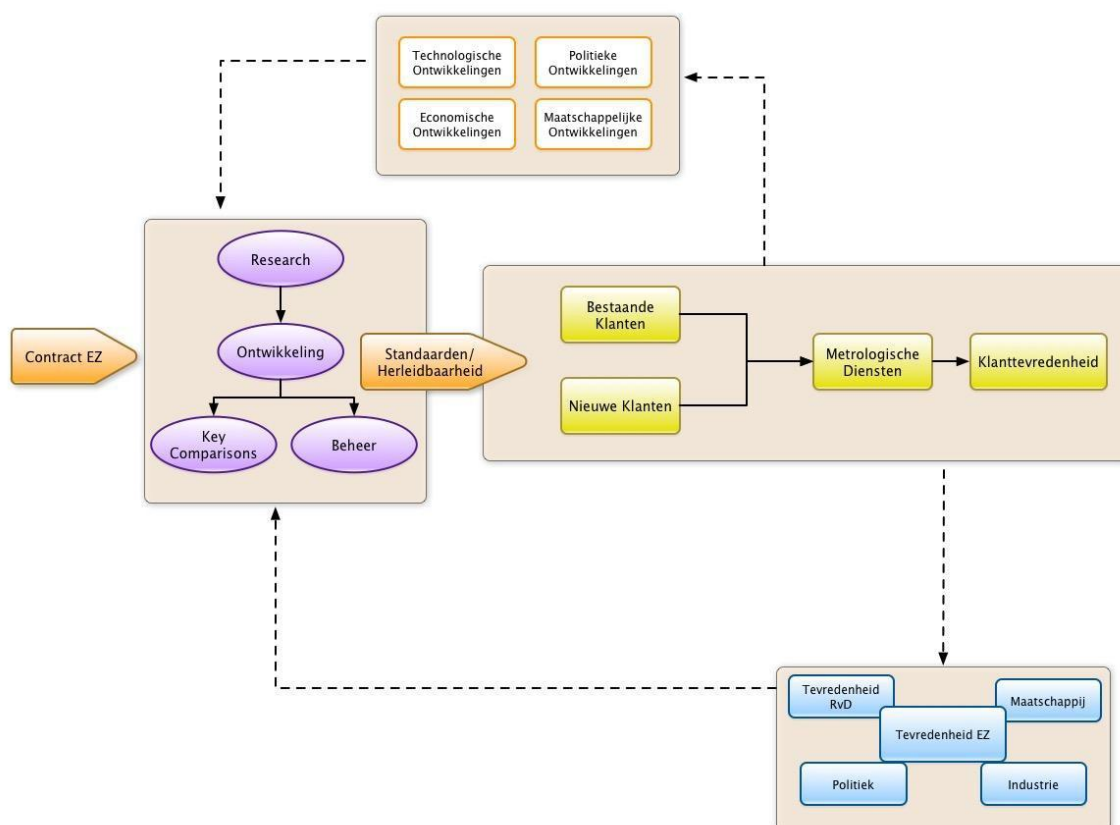 Technologische
Ontwikkelingen
Politieke
Ontwikkelingen
Economische
Ontwikkelingen
Maatschappelijke
Ontwikkelingen
Research
Ontwikkeling
Key
Comparisons
Beheer
Contract EZ
Standaarden/
Herleidbaarheid
Bestaande
Klanten
Nieuwe Klanten
Metrologische
Diensten
Klanttevredenheid
Tevredenheid
RvD
Maatschappij
Tevredenheid EZ
Politiek
Industrie